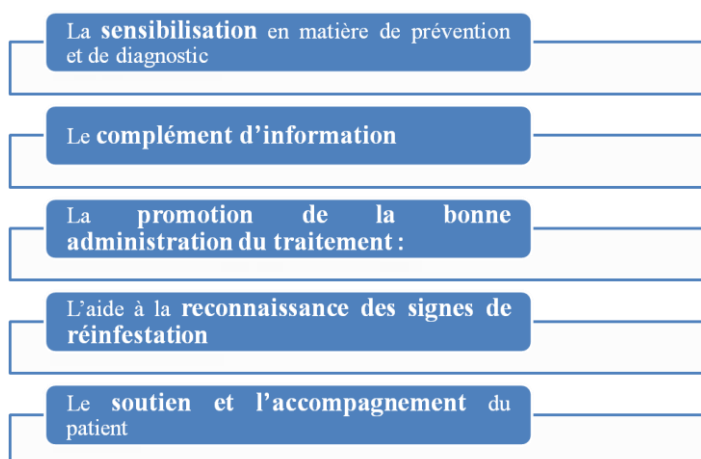 La sensibilisation en matière de prévention
et de diagnostic
Le complément d’information
La promotion de la bonne
administration du traitement :
L’aide à la reconnaissance des signes de
réinfestation
Le soutien et l’accompagnement du
patient